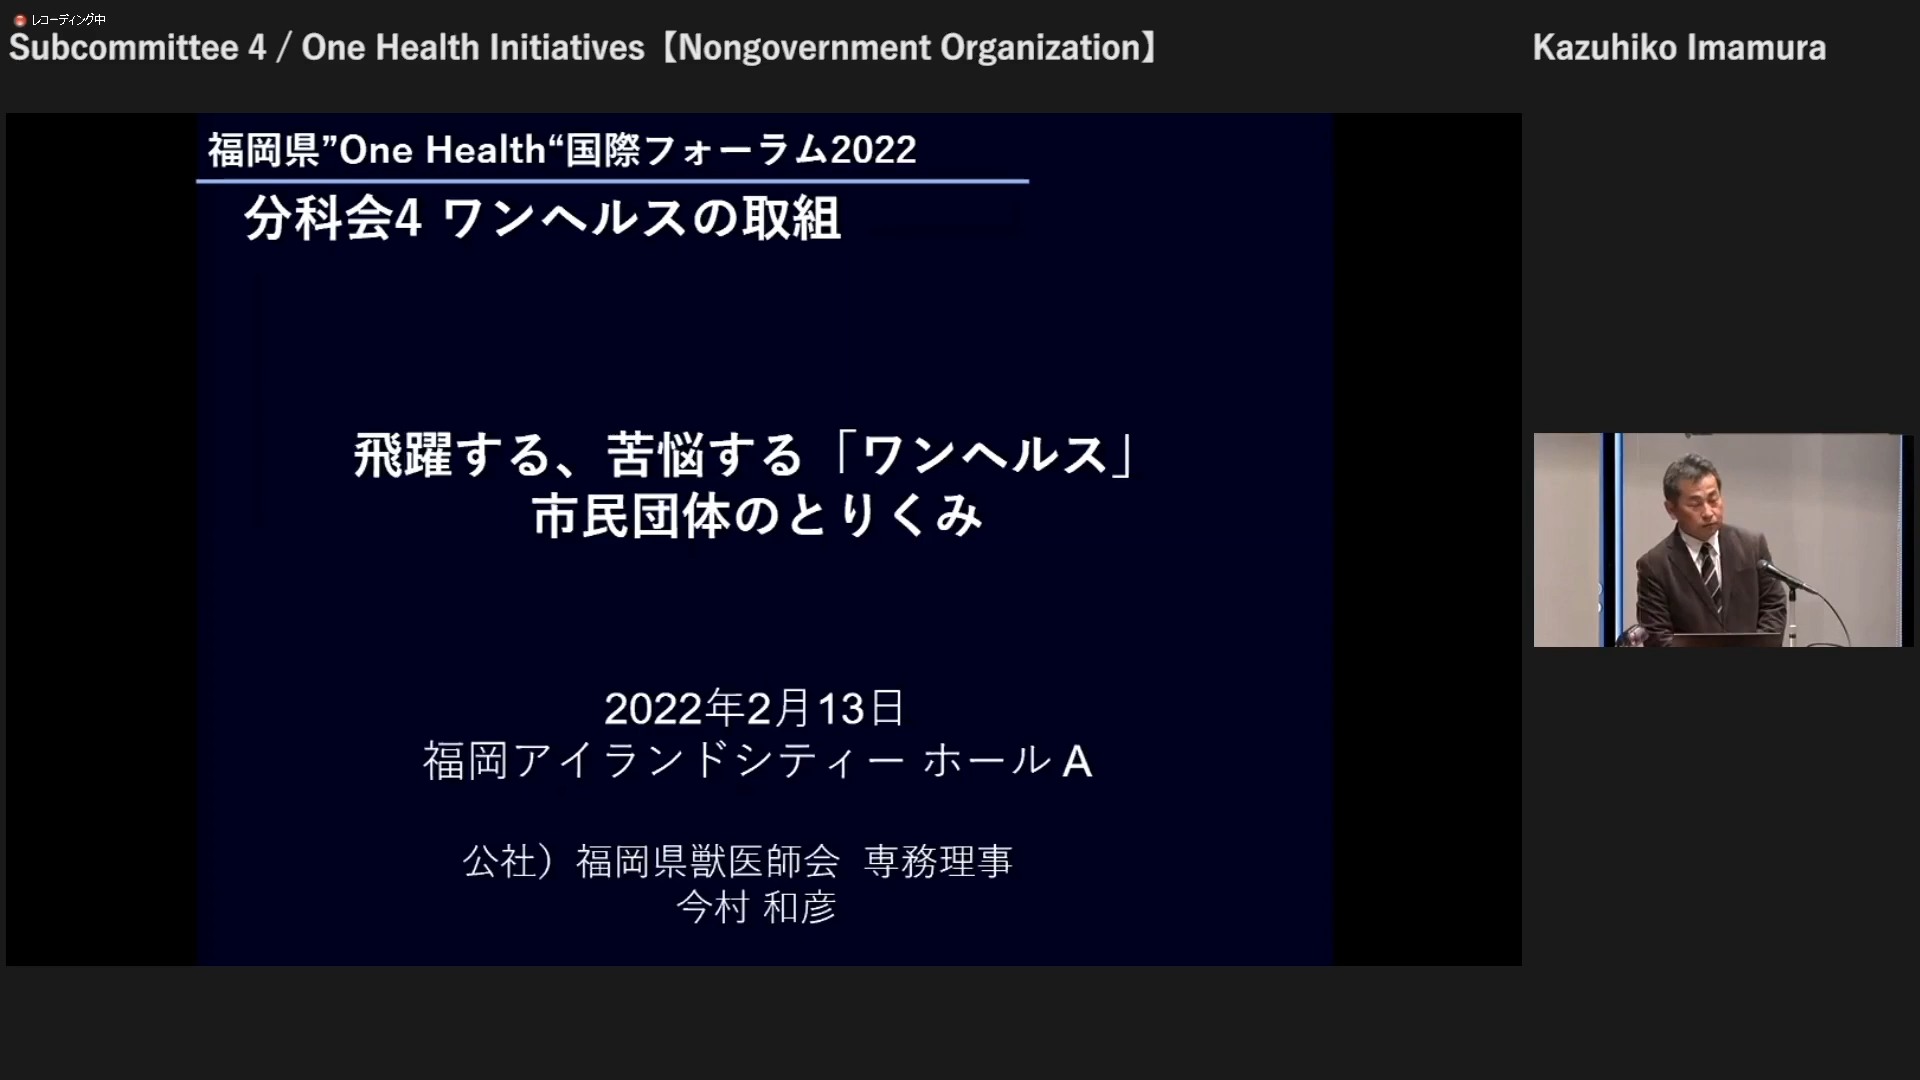 レコーディング中
Subcommittee 4 / One Health Initiatives【Nongovernment Organization】
Kazuhiko Imamura
福岡県”One Health“国際フォーラム2022
分科会4 ワンヘルスの取組
飛躍する、苦悩する「ワンヘルス」
市民団体のとりくみ
2022年2月13日
福岡アイランドシティー ホール A
公社）福岡県獣医師会 専務理事
今村 和彦